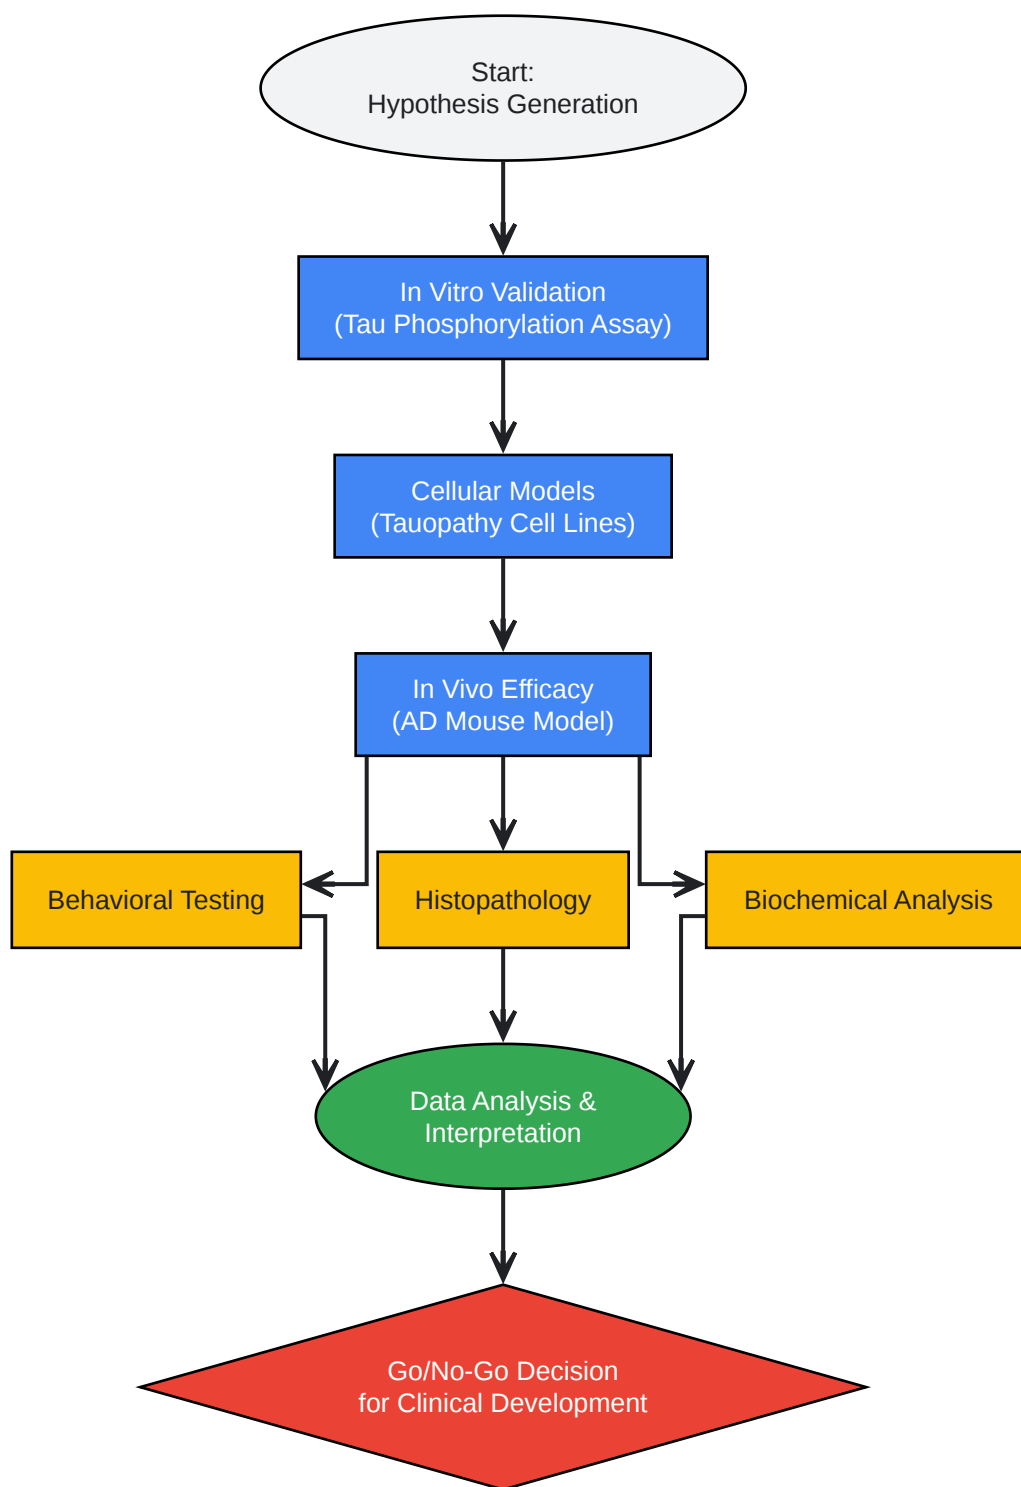 Start:
Hypothesis Generation
In Vitro Validation
(Tau Phosphorylation Assay)
Cellular Models
(Tauopathy Cell Lines)
In Vivo Efficacy
(AD Mouse Model)
Behavioral Testing
Histopathology
Biochemical Analysis
Data Analysis &
Interpretation
Go/No-Go Decision
for Clinical Development